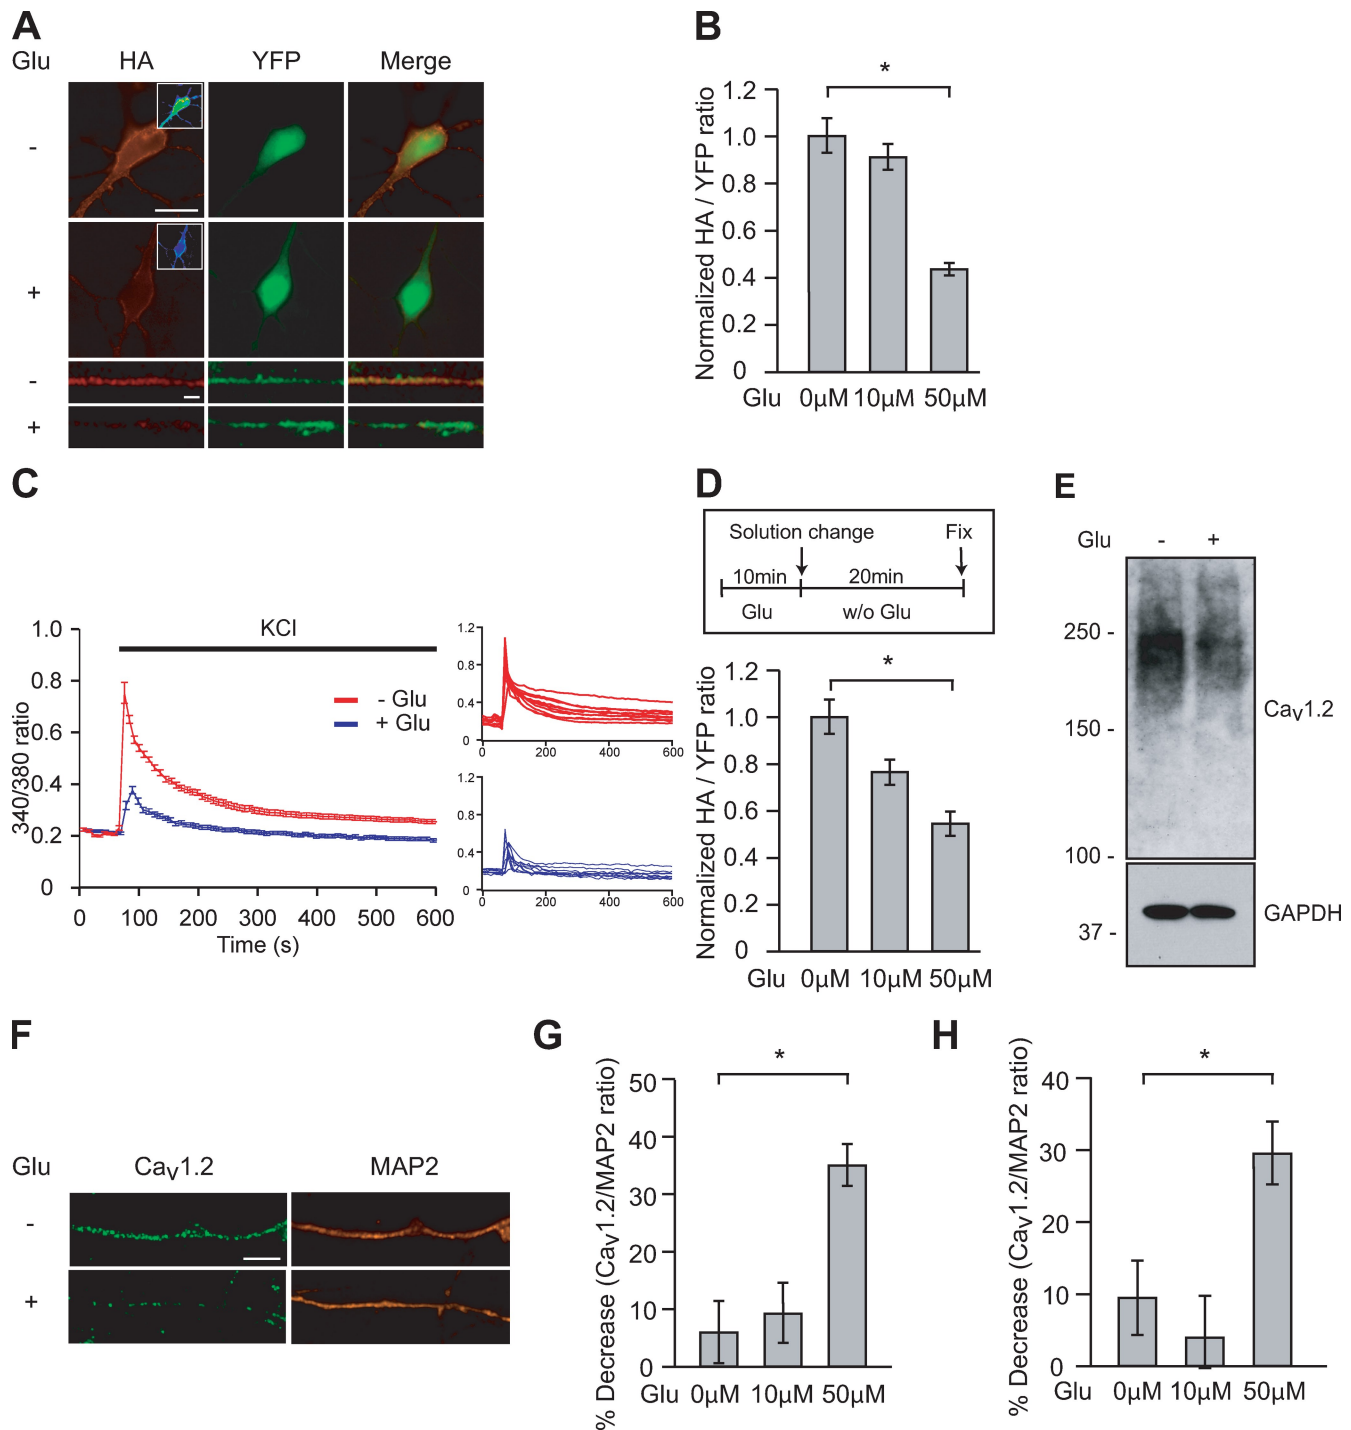 A
Glu HA YFP Merge
-
+
-
+
B
*
Normalized HA / YFP ratio
1.2
1.0
0.8
0.6
0.4
0.2
0
Glu 0µM 10µM 50µM
C
340/380 ratio
1.0
0.8
0.6
0.4
0.2
0
KCl
- Glu
+ Glu
0 100 200 300 400 500 600
Time (s)
1.2
0.8
0.4
0
0 200 400 600
1.2
0.8
0.4
0
0 200 400 600
D
Solution change Fix
10min 20min
Glu w/o Glu
*
Normalized HA / YFP ratio
1.2
1.0
0.8
0.6
0.4
0.2
0
Glu 0µM 10µM 50µM
E
Glu - +
250 -
150 -
100 -
37 -
Cav1.2
GAPDH
F
Glu Cav1.2 MAP2
-
+
G
*
% Decrease (Cav1.2/MAP2 ratio)
50
40
30
20
10
0
Glu 0µM 10µM 50µM
H
*
% Decrease (Cav1.2/MAP2 ratio)
40
30
20
10
0
Glu 0µM 10µM 50µM